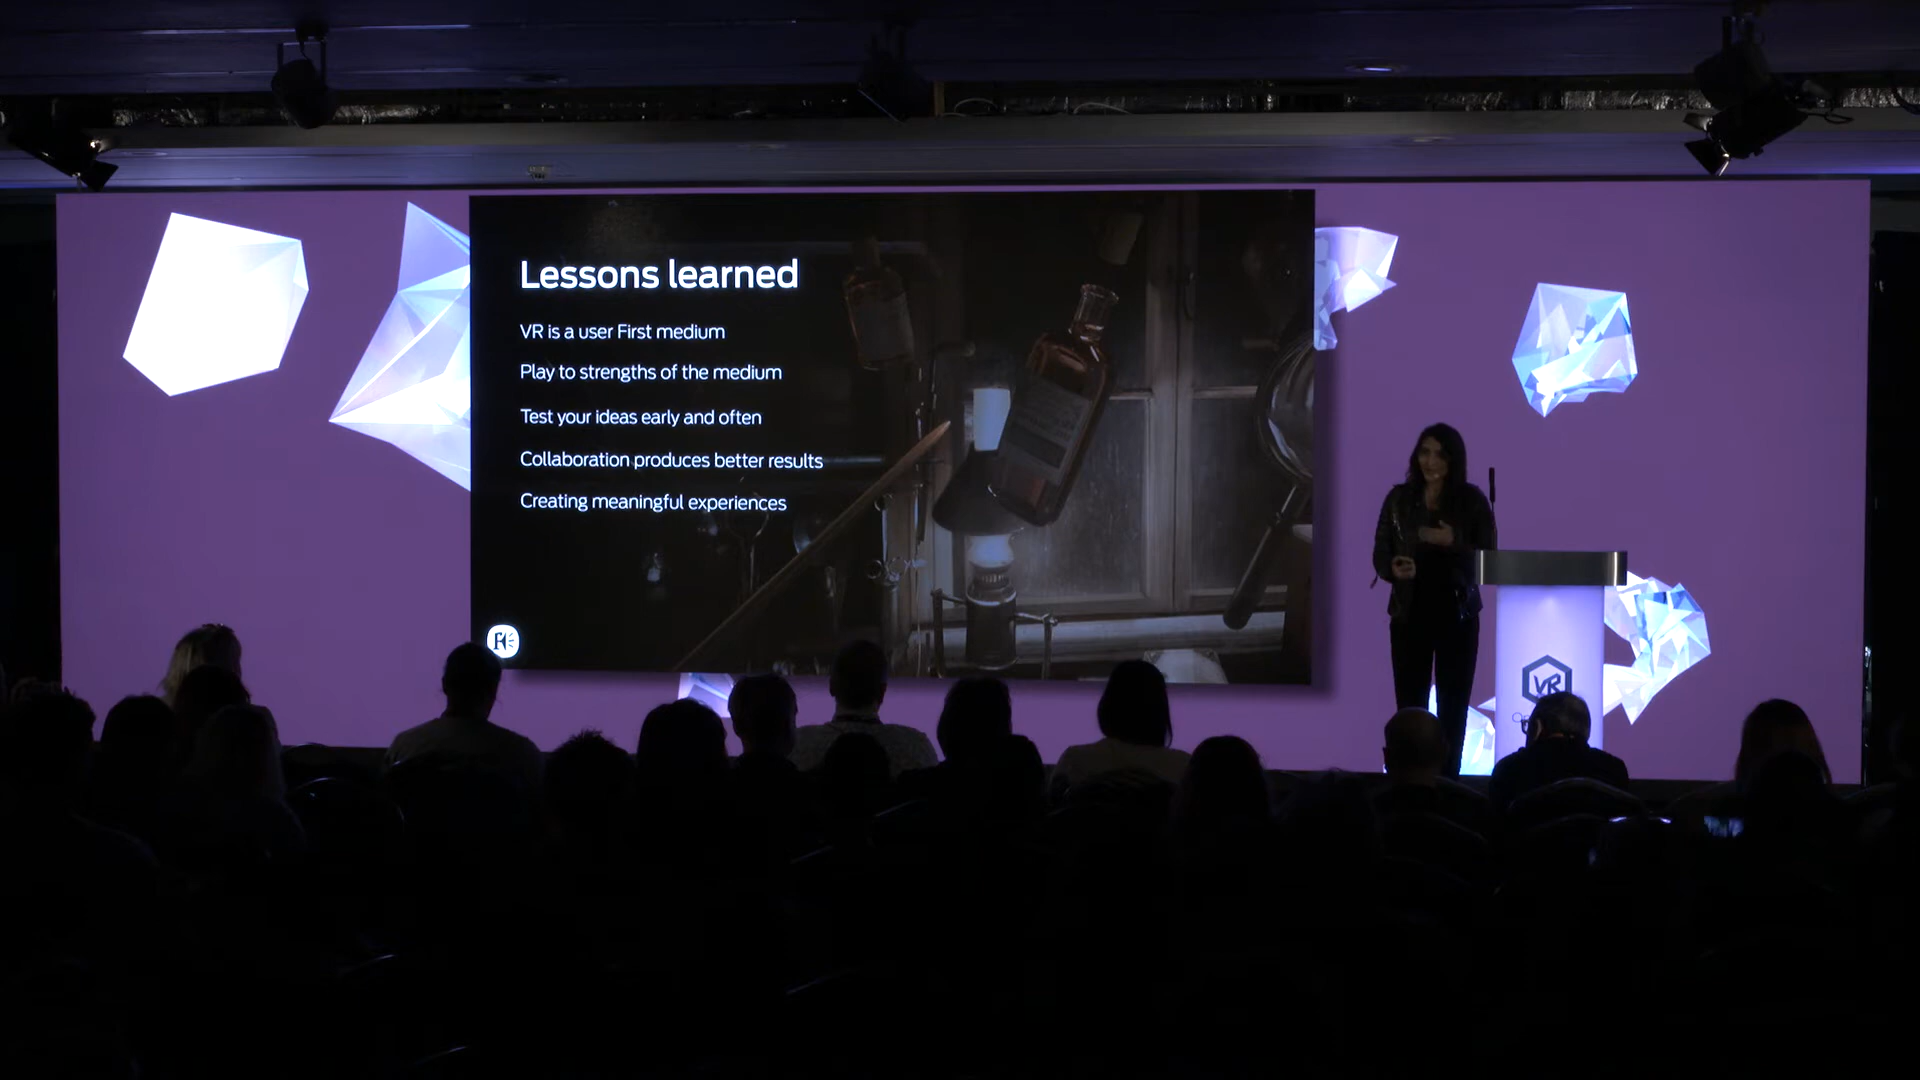 Lessons learned
VR is a user First medium
Play to strengths of the medium
Test your ideas early and often
Collaboration produces better results
Creating meaningful experiences
VR